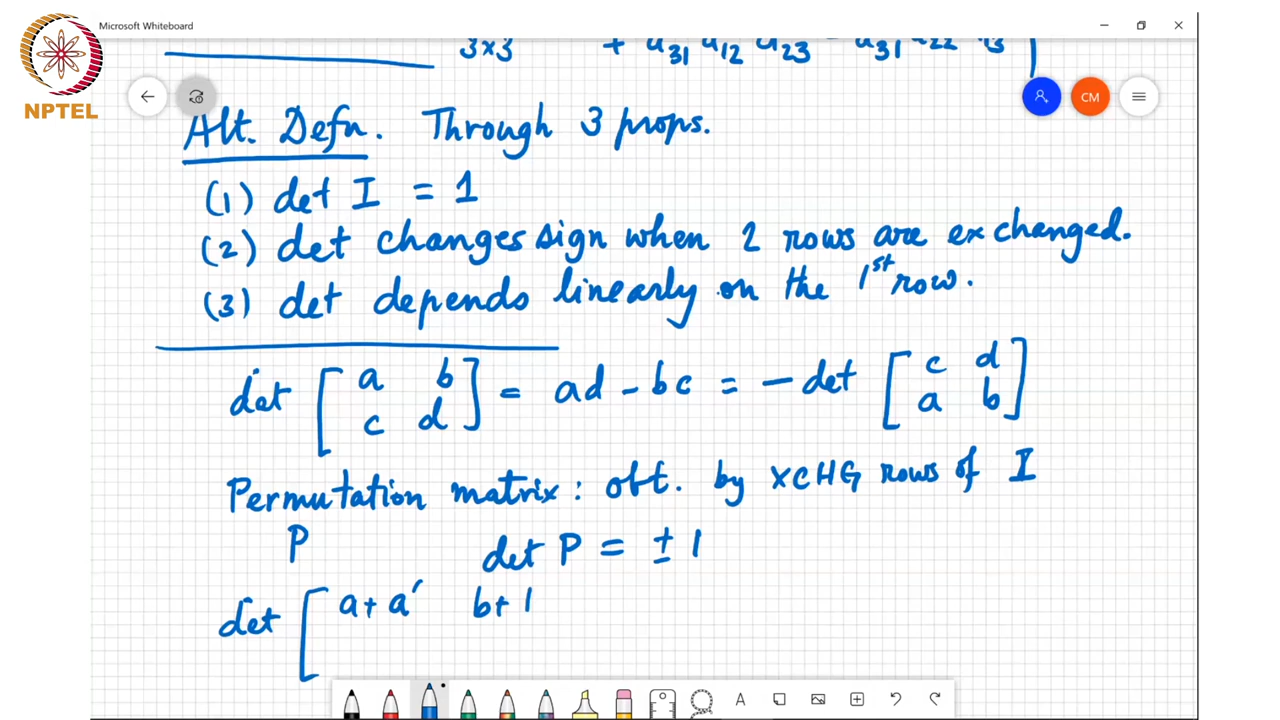 Microsoft Whiteboard
3x3 + a31 a12 a23 - a31 a22
NPTEL
CM
Alt. Defn. Through 3 props.
(1) det I = 1
(2) det changes sign when 2 rows are exchanged.
(3) det depends linearly on the 1st row.
det [ a b = ad - bc = - det [ c d
c d ] a b ]
Permutation matrix : obt. by XCHG rows of I
P det P = ± 1
det [ a + a' b +
A